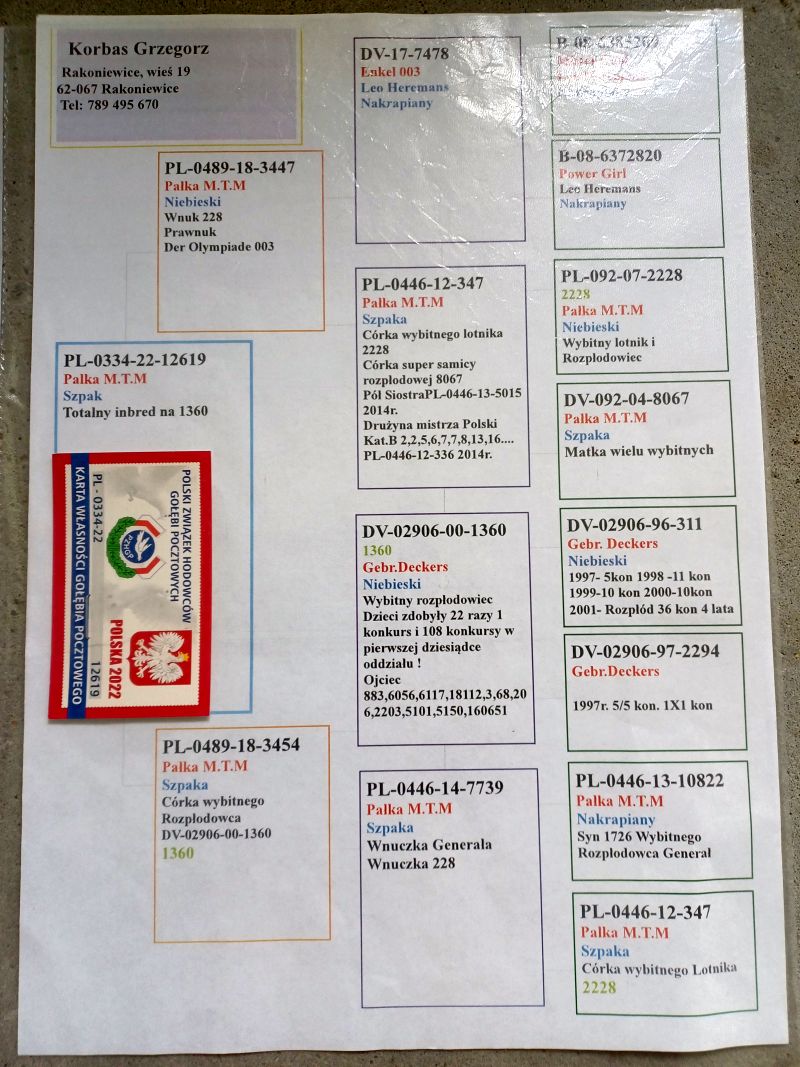 Korbas Grzegorz
Rakoniewice, wieś 19
62-067 Rakoniewice
Tel: 789 495 670
PL-0489-18-3447
Pałka M.T.M
Niebieski
Wnuk 228
Prawnuk
Der Olympiade 003
PL-0334-22-12619
Pałka M.T.M
Szpak
Totalny inbred na 1360
POLSKI ZWIĄZEK HODOWCÓW
GOŁĘBI POCZTOWYCH
PZHGP
POLSKA 2022
PL - 0334-22
12619
KARTA WŁASNOŚCI GOŁĘBIA POCZTOWEGO
PL-0489-18-3454
Pałka M.T.M
Szpaka
Córka wybitnego
Rozpłodowca
DV-02906-00-1360
1360
DV-17-7478
Enkel 003
Leo Heremans
Nakrapiany
PL-0446-12-347
Pałka M.T.M
Szpaka
Córka wybitnego lotnika
2228
Córka super samicy
rozpłodowej 8067
Pół SiostraPL-0446-13-5015
2014r.
Drużyna mistrza Polski
Kat.B 2,2,5,6,7,7,8,13,16....
PL-0446-12-336 2014r.
DV-02906-00-1360
1360
Gebr.Deckers
Niebieski
Wybitny rozpłodowiec
Dzieci zdobyły 22 razy 1
konkurs i 108 konkursy w
pierwszej dziesiądce
oddziału !
Ojciec
883,6056,6117,18112,3,68,20
6,2203,5101,5150,160651
PL-0446-14-7739
Pałka M.T.M
Szpaka
Wnuczka Generała
Wnuczka 228
B-08-6372820
Power Girl
Leo Heremans
Nakrapiany
PL-092-07-2228
2228
Pałka M.T.M
Niebieski
Wybitny lotnik i
Rozpłodowiec
DV-092-04-8067
Pałka M.T.M
Szpaka
Matka wielu wybitnych
DV-02906-96-311
Gebr. Deckers
Niebieski
1997- 5kon 1998 -11 kon
1999-10 kon 2000-10kon
2001- Rozpłód 36 kon 4 lata
DV-02906-97-2294
Gebr.Deckers
1997r. 5/5 kon. 1X1 kon
PL-0446-13-10822
Pałka M.T.M
Nakrapiany
Syn 1726 Wybitnego
Rozpłodowca Generał
PL-0446-12-347
Pałka M.T.M
Szpaka
Córka wybitnego Lotnika
2228